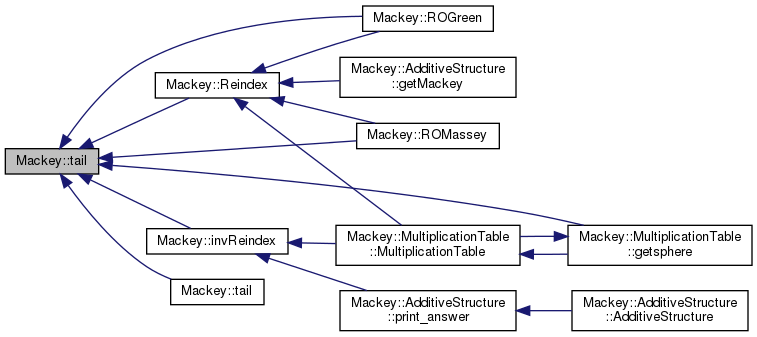 Mackey::ROGreen
Mackey::AdditiveStructure
::getMackey
Mackey::Reindex
Mackey::ROMassey
Mackey::tail
Mackey::invReindex
Mackey::MultiplicationTable
::MultiplicationTable
Mackey::MultiplicationTable
::getsphere
Mackey::tail
Mackey::AdditiveStructure
::print_answer
Mackey::AdditiveStructure
::AdditiveStructure